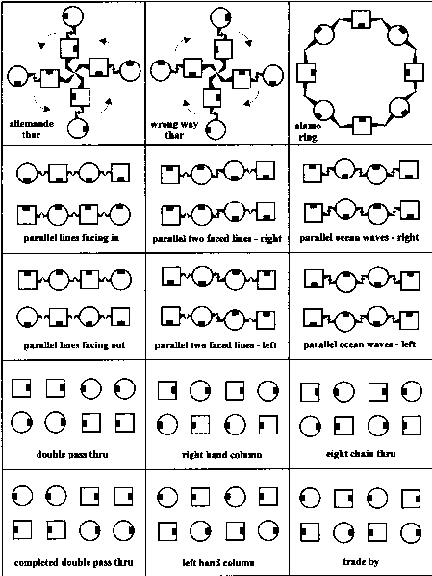 allemande
thar
wrong way
thar
alamo
ring
parallel lines facing in
parallel two faced lines - right
parallel ocean waves - right
parallel lines facing out
parallel two faced lines - left
parallel ocean waves - left
double pass thru
right hand column
eight chain thru
completed double pass thru
left hand column
trade by